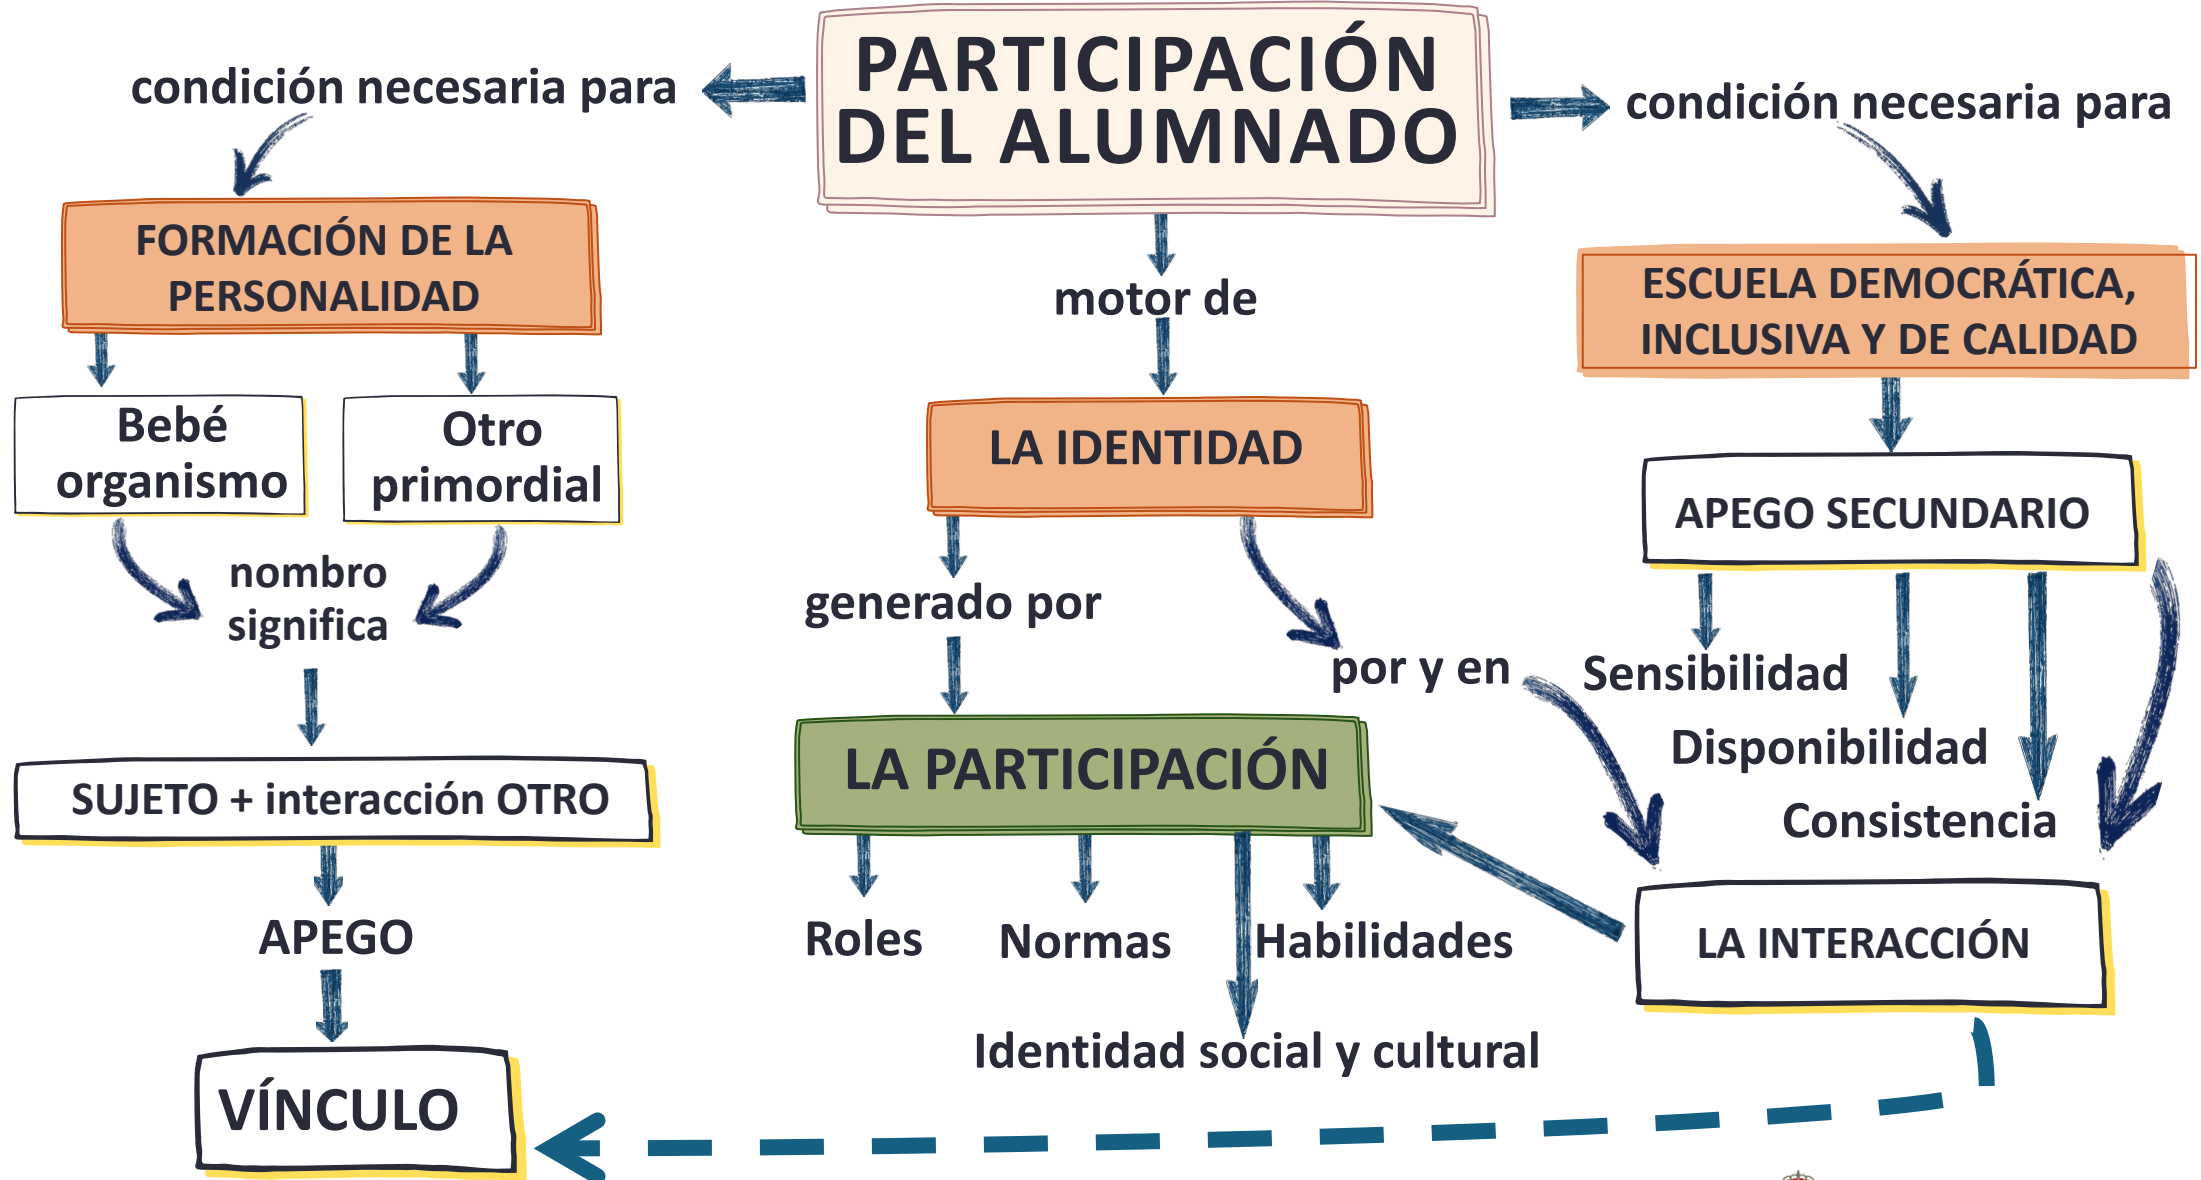 PARTICIPACIÓN
DEL ALUMNADO
condición necesaria para
condición necesaria para
FORMACIÓN DE LA
PERSONALIDAD
Bebé
organismo
Otro
primordial
nombro
significa
SUJETO + interacción OTRO
APEGO
VÍNCULO
motor de
LA IDENTIDAD
generado por
por y en
LA PARTICIPACIÓN
Roles
Normas
Habilidades
Identidad social y cultural
ESCUELA DEMOCRÁTICA,
INCLUSIVA Y DE CALIDAD
APEGO SECUNDARIO
Sensibilidad
Disponibilidad
Consistencia
LA INTERACCIÓN